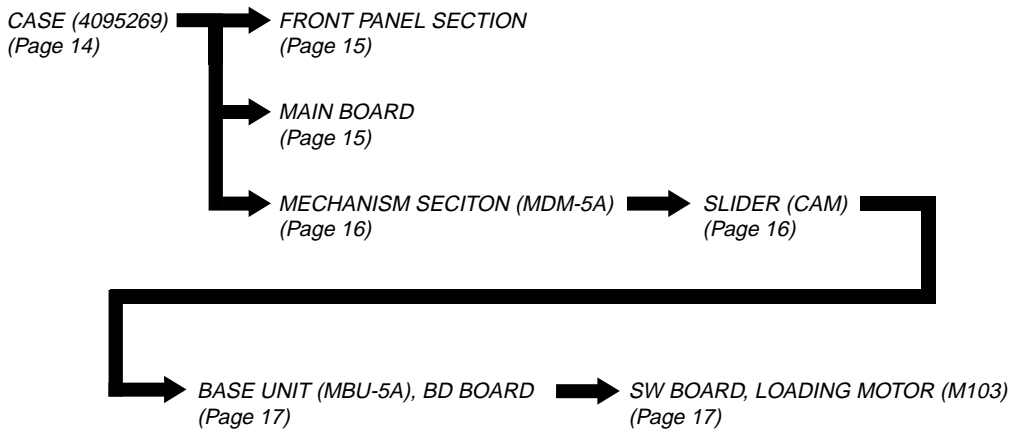 CASE (4095269)
(Page 14)
FRONT PANEL SECTION
(Page 15)
MAIN BOARD
(Page 15)
MECHANISM SECITON (MDM-5A)
(Page 16)
SLIDER (CAM)
(Page 16)
BASE UNIT (MBU-5A), BD BOARD
(Page 17)
SW BOARD, LOADING MOTOR (M103)
(Page 17)